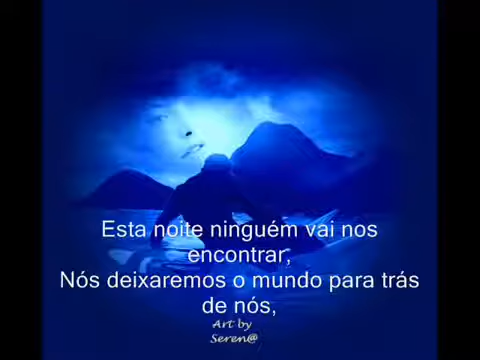 Esta noite ninguém vai nos
encontrar,
Nós deixaremos o mundo para trás
de nós,
Art by
Seren@